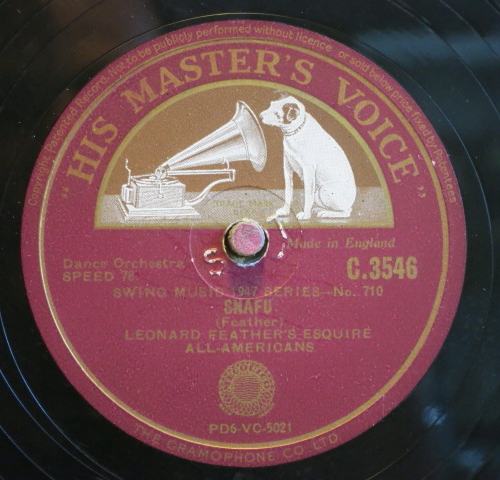 Copyright Patented Record. Not to be publicly performed without licence or sold below price fixed by Patentees
"HIS MASTER'S VOICE"
TRADE MARK
Made in England
Dance Orchestra
SPEED 78.
C.3546
SWING MUSIC 1947 SERIES—No. 710
SNAFU
(Feather)
LEONARD FEATHER'S ESQUIRE
ALL-AMERICANS
PD6-VC-5021
THE GRAMOPHONE CO LTD.